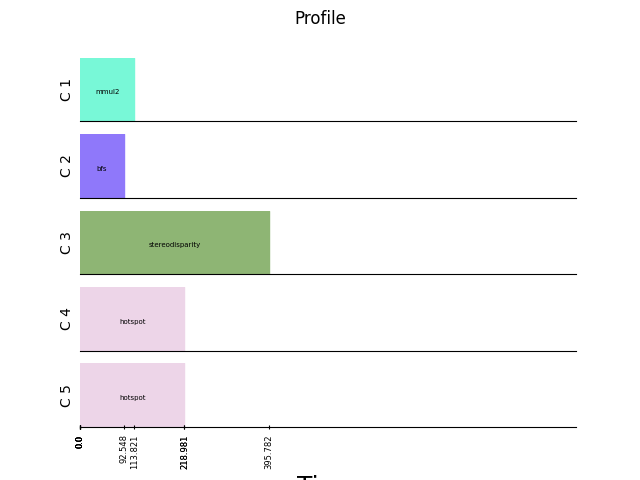 Profile
C 1
mmul2
C 2
bfs
C 3
stereodisparity
C 4
hotspot
C 5
hotspot
0.0
92.548
113.821
218.981
395.782